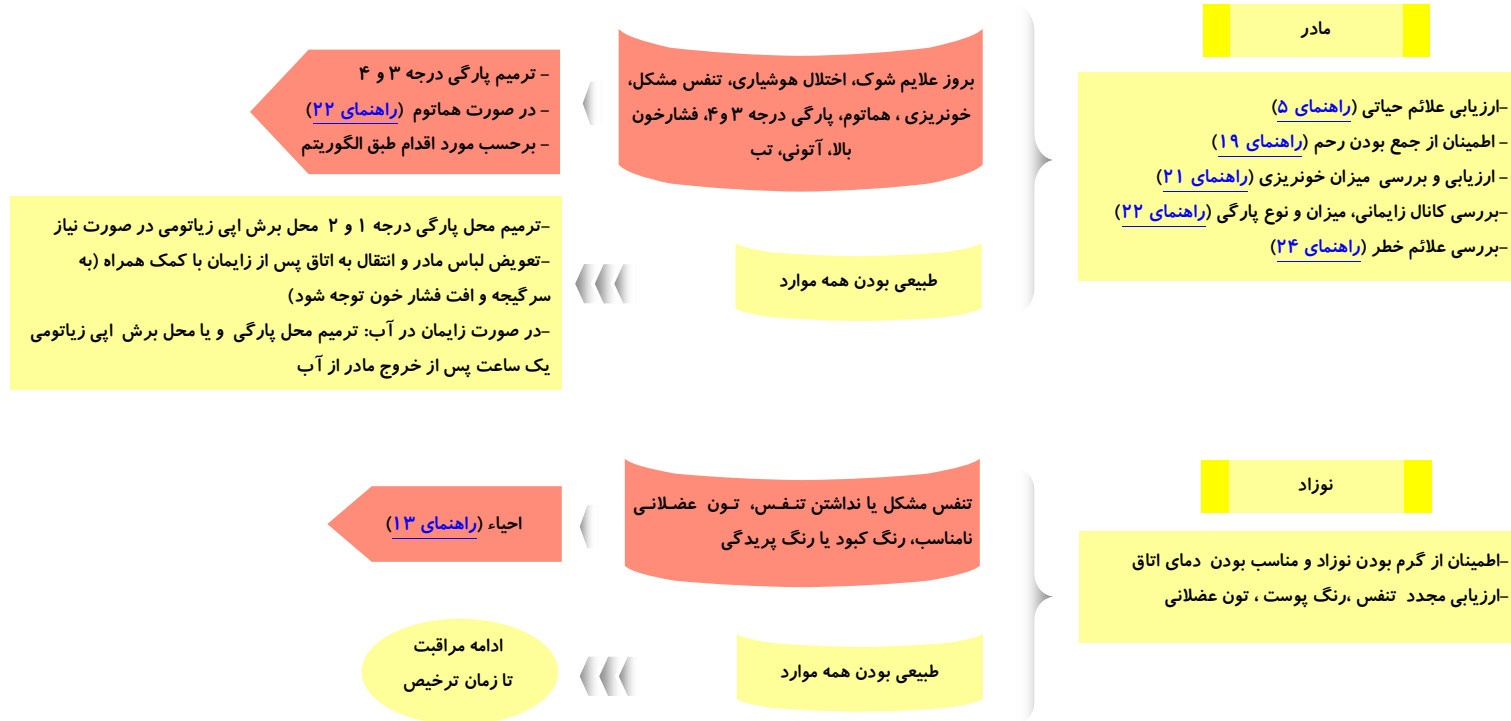 مادر
-ارزیابی علائم حیاتی (راهنمای ۵)
- اطمینان از جمع بودن رحم (راهنمای ۱۹)
- ارزیابی و بررسی میزان خونریزی (راهنمای ۲۱)
-بررسی کانال زایمانی، میزان و نوع پارگی (راهنمای ۲۲)
-بررسی علائم خطر (راهنمای ۲۴)
بروز علایم شوک، اختلال هوشیاری، تنفس مشکل،
خونریزی ، هماتوم، پارگی درجه ۳ و۴، فشارخون
بالا، آتونی، تب
- ترمیم پارگی درجه ۳ و ۴
- در صورت هماتوم (راهنمای ۲۲)
- برحسب مورد اقدام طبق الگوریتم
طبیعی بودن همه موارد
-ترمیم محل پارگی درجه ۱ و ۲ محل برش اپی زیاتومی در صورت نیاز
-تعویض لباس مادر و انتقال به اتاق پس از زایمان با کمک همراه (به
سرگیجه و افت فشار خون توجه شود)
-در صورت زایمان در آب: ترمیم محل پارگی و یا محل برش اپی زیاتومی
یک ساعت پس از خروج مادر از آب
نوزاد
-اطمینان از گرم بودن نوزاد و مناسب بودن دمای اتاق
-ارزیابی مجدد تنفس ،رنگ پوست ، تون عضلانی
تنفس مشکل یا نداشتن تنفس، تون عضلانی
نامناسب، رنگ کبود یا رنگ پریدگی
احیاء (راهنمای ۱۳)
طبیعی بودن همه موارد
ادامه مراقبت
تا زمان ترخیص